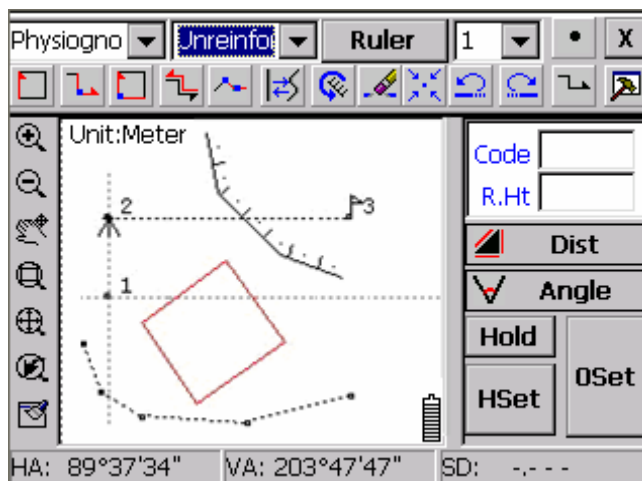 Physiogno Unreinfo Ruler 1 • X
Unit:Meter
Code
R.Ht
2
3
1
Dist
Angle
Hold
HSet
0Set
HA: 89°37'34" VA: 203°47'47" SD: -.- - -